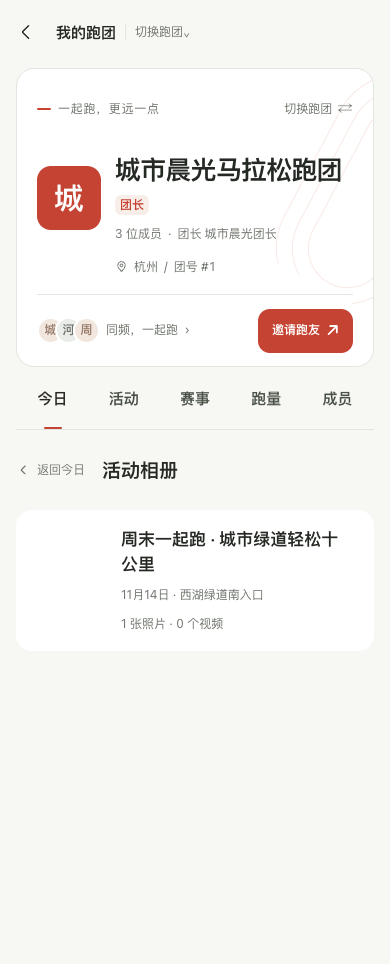 我的跑团 切换跑团
一起跑，更远一点 切换跑团
城
城市晨光马拉松跑团
团长
3 位成员 · 团长 城市晨光团长
杭州 / 团号 #1
城 河 周 同频，一起跑 ›
邀请跑友
今日 活动 赛事 跑量 成员
返回今日 活动相册
周末一起跑 · 城市绿道轻松十
公里
11月14日 · 西湖绿道南入口
1 张照片 · 0 个视频